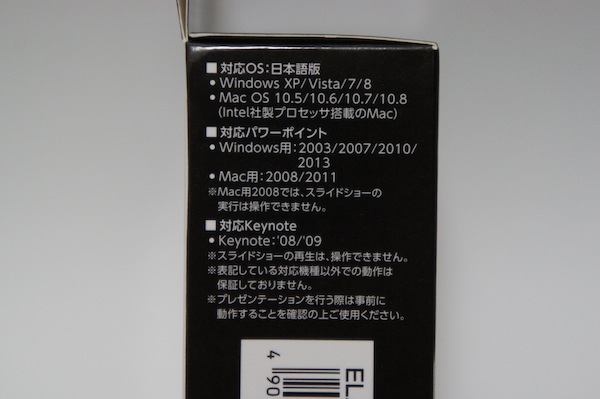 ■対応OS：日本語版
• Windows XP/Vista/7/8
• Mac OS 10.5/10.6/10.7/10.8
（Intel社製プロセッサ搭載のMac）
■対応パワーポイント
• Windows用：2003/2007/2010/
2013
• Mac用：2008/2011
※Mac用2008では、スライドショーの
実行は操作できません。
■対応Keynote
• Keynote：'08/'09
※スライドショーの再生は、操作できません。
※表記している対応機種以外での動作は
保証しておりません。
※プレゼンテーションを行う際は事前に
動作することを確認の上ご使用ください。
4 90
EL